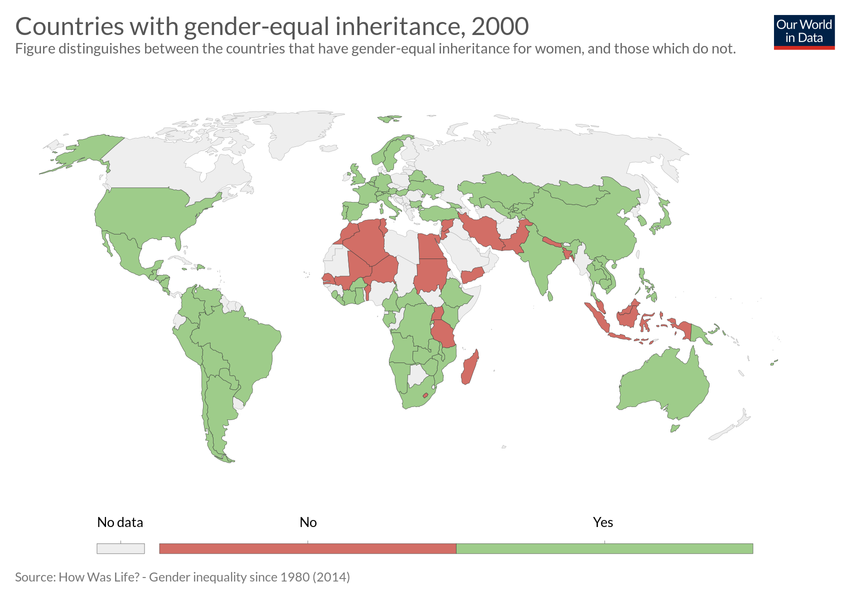 Countries with gender-equal inheritance, 2000
Figure distinguishes between the countries that have gender-equal inheritance for women, and those which do not.
Our World
in Data
No data
No
Yes
Source: How Was Life? - Gender inequality since 1980 (2014)